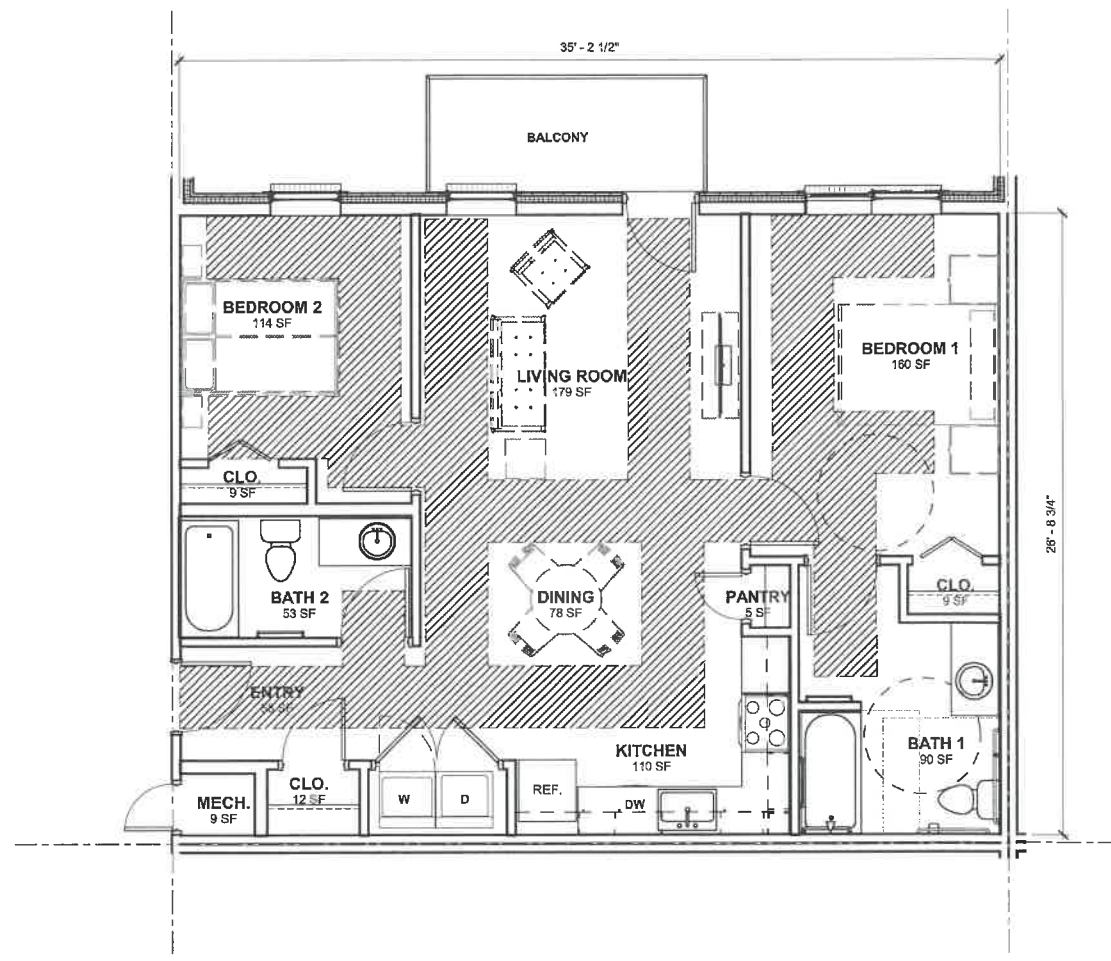 35' - 2 1/2"
BALCONY
BEDROOM 2
114 SF
LIVING ROOM
179 SF
BEDROOM 1
160 SF
26' - 8 3/4"
CLO.
9 SF
BATH 2
53 SF
DINING
78 SF
PANTRY
5 SF
CLO.
9 SF
ENTRY
58 SF
KITCHEN
110 SF
BATH 1
90 SF
MECH.
9 SF
CLO.
12 SF
W
D
REF.
DW